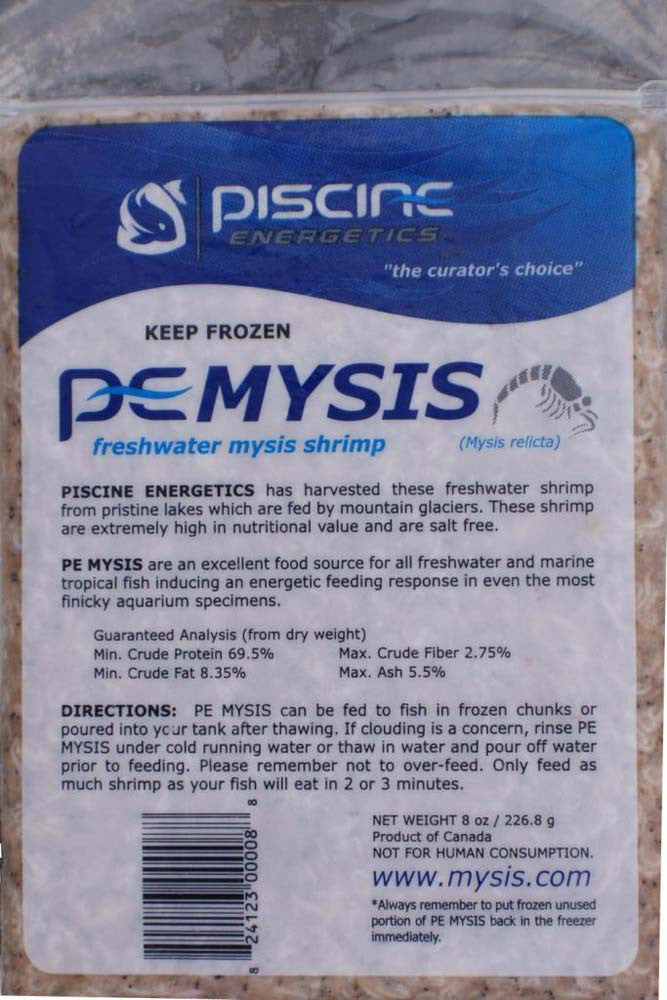 PISCINE
ENERGETICS
"the curator's choice"
KEEP FROZEN
PE MYSIS
freshwater mysis shrimp
(Mysis relicta)
PISCINE ENERGETICS has harvested these freshwater shrimp
from pristine lakes which are fed by mountain glaciers. These shrimp
are extremely high in nutritional value and are salt free.
PE MYSIS are an excellent food source for all freshwater and marine
tropical fish inducing an energetic feeding response in even the most
finicky aquarium specimens.
Guaranteed Analysis (from dry weight)
Min. Crude Protein 69.5% Max. Crude Fiber 2.75%
Min. Crude Fat 8.35% Max. Ash 5.5%
DIRECTIONS: PE MYSIS can be fed to fish in frozen chunks or
poured into your tank after thawing. If clouding is a concern, rinse PE
MYSIS under cold running water or thaw in water and pour off water
prior to feeding. Please remember not to over-feed. Only feed as
much shrimp as your fish will eat in 2 or 3 minutes.
8 24123 00008 8
NET WEIGHT 8 oz / 226.8 g
Product of Canada
NOT FOR HUMAN CONSUMPTION.
www.mysis.com
*Always remember to put frozen unused
portion of PE MYSIS back in the freezer
immediately.